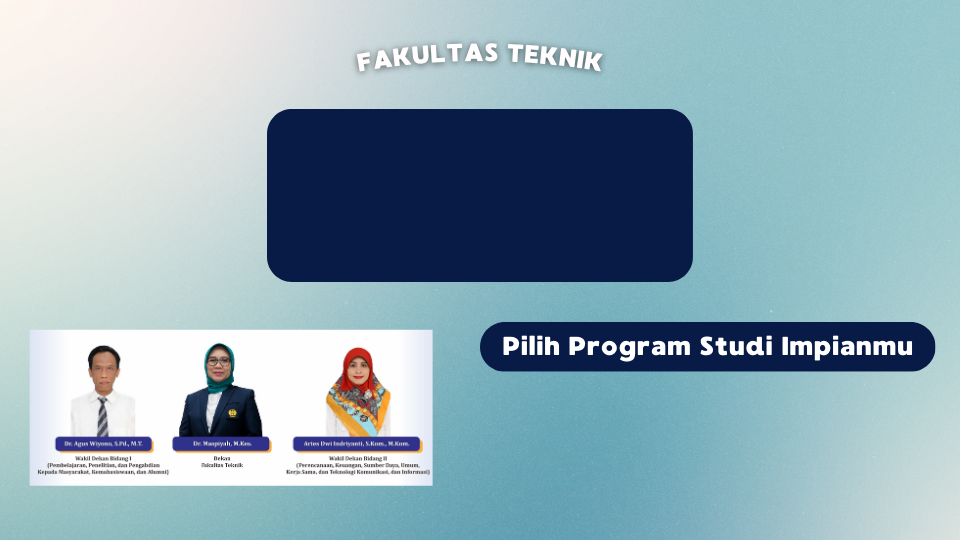 FAKULTAS TEKNIK
Pilih Program Studi Impianmu
Dr. Agus Wiyono, S.Pd., M.T.
Wakil Dekan Bidang I
(Pembelajaran, Penelitian, dan Pengabdian
Kepada Masyarakat, Kemahasiswaan, dan Alumni)
Dr. Maspiyah, M.Kes.
Dekan
Fakultas Teknik
Aries Dwi Indriyanti, S.Kom., M.Kom.
Wakil Dekan Bidang II
(Perencanaan, Keuangan, Sumber Daya, Umum,
Kerja Sama, dan Teknologi Komunikasi, dan Informasi)